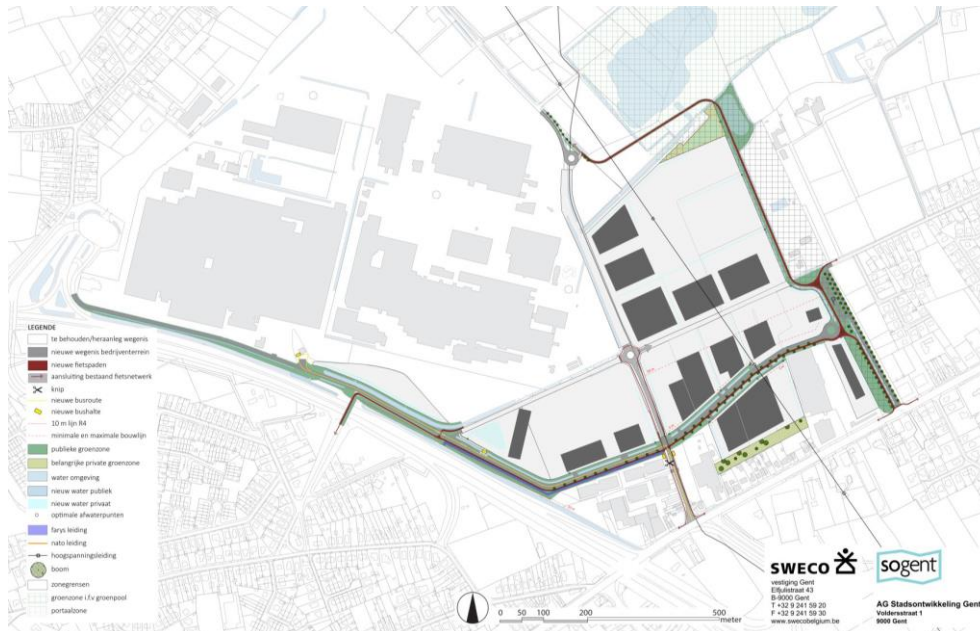 LEGENDE
te behouden/heraanleg wegenis
nieuwe wegenis bedrijventerrein
nieuwe fietspaden
aansluiting bestaand fietsnetwerk
knip
nieuwe busroute
nieuwe bushalte
10 m lijn R4
minimale en maximale bouwlijn
publieke groenzone
belangrijke private groenzone
water omgeving
nieuw water publiek
nieuw water privaat
optimale afwaterpunten
farys leiding
nato leiding
hoogspanningsleiding
boom
zonegrensen
groenzone i.f.v groenpool
portaalzone
0 50 100 200 500
meter
SWECO
vestiging Gent
Elfjulistraat 43
B-9000 Gent
T +32 9 241 59 20
F +32 9 241 59 30
www.swecobelgium.be
sogent
AG Stadsontwikkeling Gent
Voldersstraat 1
9000 Gent